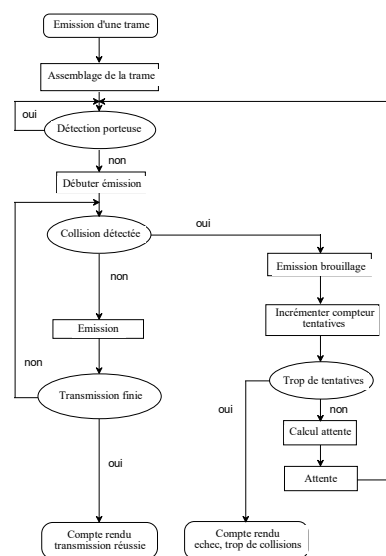 Emission d'une trame
Assemblage de la trame
oui
Détection porteuse
non
Débuter émission
Collision détectée
oui
non
Emission brouillage
Incrémenter compteur
tentatives
Emission
non
Transmission finie
Trop de tentatives
oui
non
Calcul attente
oui
Attente
Compte rendu
transmission réussie
Compte rendu
echec, trop de collisions